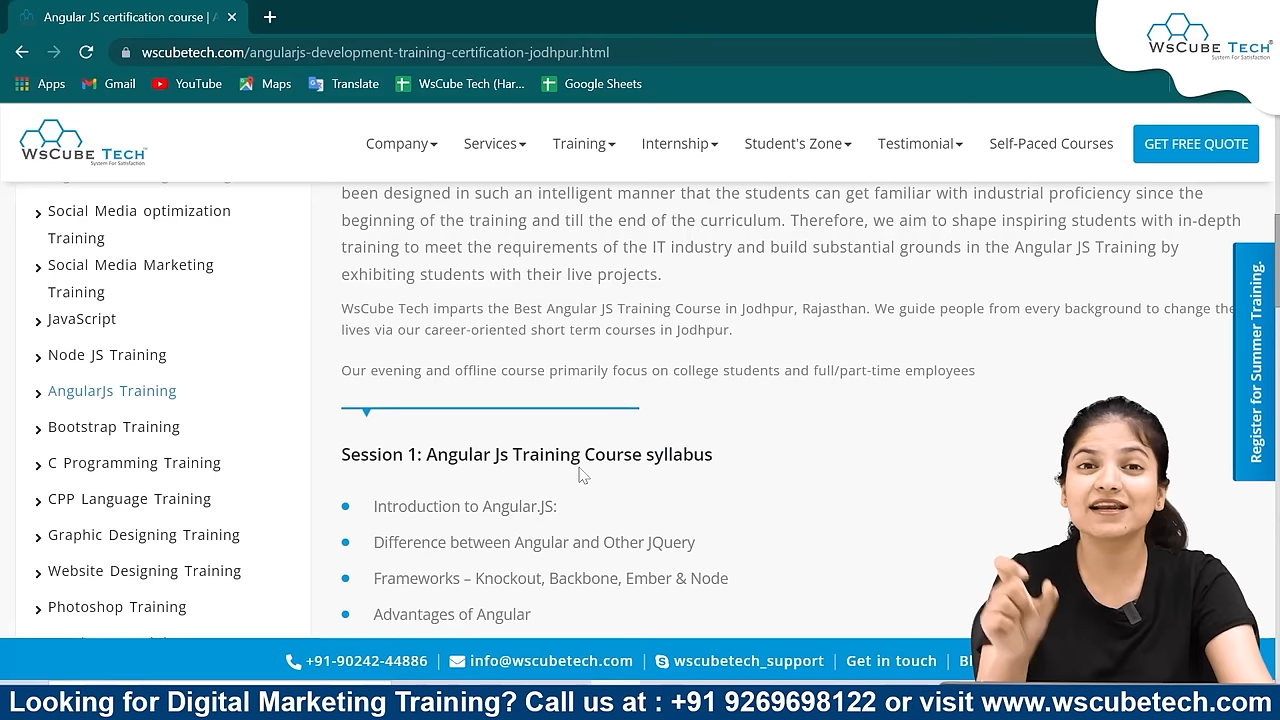 Angular JS certification course |
wscubetech.com/angularjs-development-training-certification-jodhpur.html
WsCube Tech
System For Satisfaction
Apps Gmail YouTube Maps Translate WsCube Tech (Har... Google Sheets
WsCube Tech
System For Satisfaction
Company Services Training Internship Student's Zone Testimonial Self-Paced Courses GET FREE QUOTE
Social Media optimization
Training
Social Media Marketing
Training
JavaScript
Node JS Training
AngularJs Training
Bootstrap Training
C Programming Training
CPP Language Training
Graphic Designing Training
Website Designing Training
Photoshop Training
been designed in such an intelligent manner that the students can get familiar with industrial proficiency since the
beginning of the training and till the end of the curriculum. Therefore, we aim to shape inspiring students with in-depth
training to meet the requirements of the IT industry and build substantial grounds in the Angular JS Training by
exhibiting students with their live projects.
WsCube Tech imparts the Best Angular JS Training Course in Jodhpur, Rajasthan. We guide people from every background to change the
lives via our career-oriented short term courses in Jodhpur.
Our evening and offline course primarily focus on college students and full/part-time employees
Session 1: Angular Js Training Course syllabus
Introduction to Angular.JS:
Difference between Angular and Other JQuery
Frameworks – Knockout, Backbone, Ember & Node
Advantages of Angular
Register for Summer Training.
+91-90242-44886 | info@wscubetech.com | wscubetech_support | Get in touch |
Looking for Digital Marketing Training? Call us at : +91 9269698122 or visit www.wscubetech.com